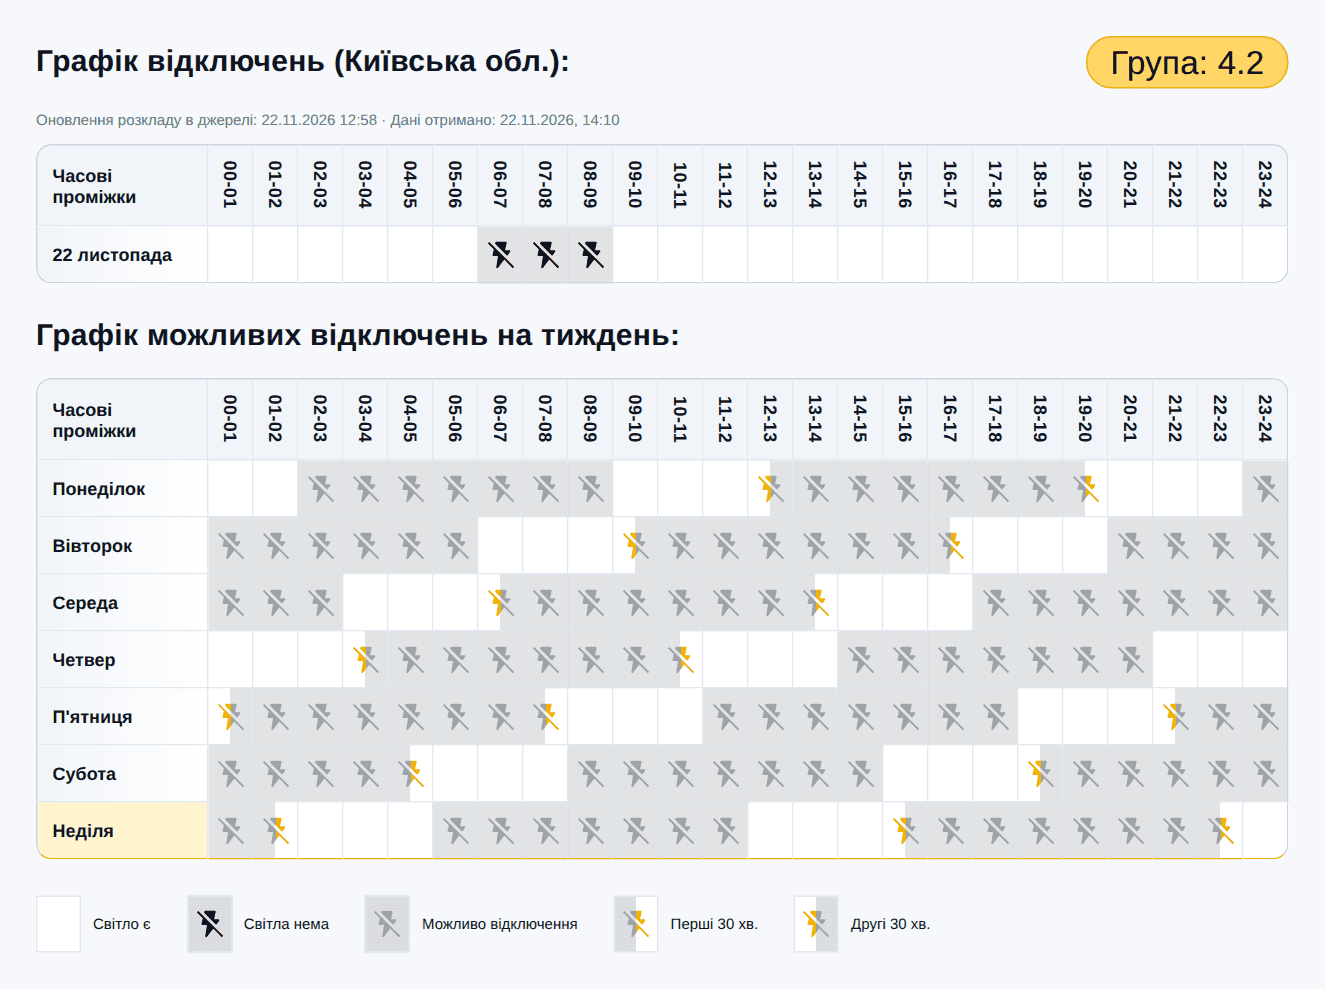 Графік відключень (Київська обл.):
Група: 4.2
Оновлення розкладу в джерелі: 22.11.2026 12:58 · Дані отримано: 22.11.2026, 14:10
Часові проміжки 00-01 01-02 02-03 03-04 04-05 05-06 06-07 07-08 08-09 09-10 10-11 11-12 12-13 13-14 14-15 15-16 16-17 17-18 18-19 19-20 20-21 21-22 22-23 23-24
22 листопада
Графік можливих відключень на тиждень:
Часові проміжки 00-01 01-02 02-03 03-04 04-05 05-06 06-07 07-08 08-09 09-10 10-11 11-12 12-13 13-14 14-15 15-16 16-17 17-18 18-19 19-20 20-21 21-22 22-23 23-24
Понеділок
Вівторок
Середа
Четвер
П'ятниця
Субота
Неділя
Світло є Світла нема Можливо відключення Перші 30 хв. Другі 30 хв.